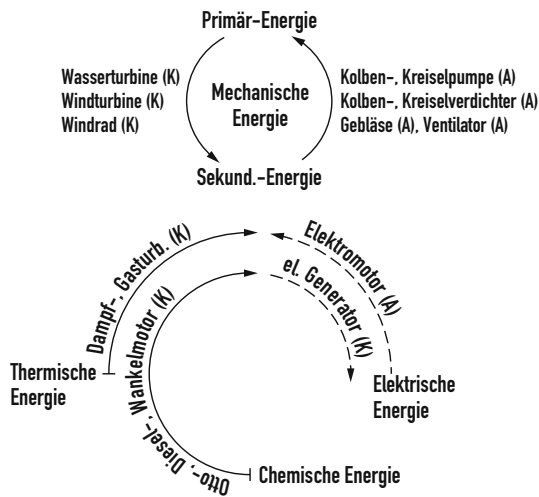 Primär-Energie
Wasserturbine (K)
Windturbine (K)
Windrad (K)
Mechanische
Energie
Kolben-, Kreiselpumpe (A)
Kolben-, Kreiselverdichter (A)
Gebläse (A), Ventilator (A)
Sekund.-Energie
Dampf-, Gasturb. (K)
Elektromotor (A)
el. Generator (K)
Otto-, Diesel-, Wankelmotor (K)
Thermische
Energie
Elektrische
Energie
Chemische Energie